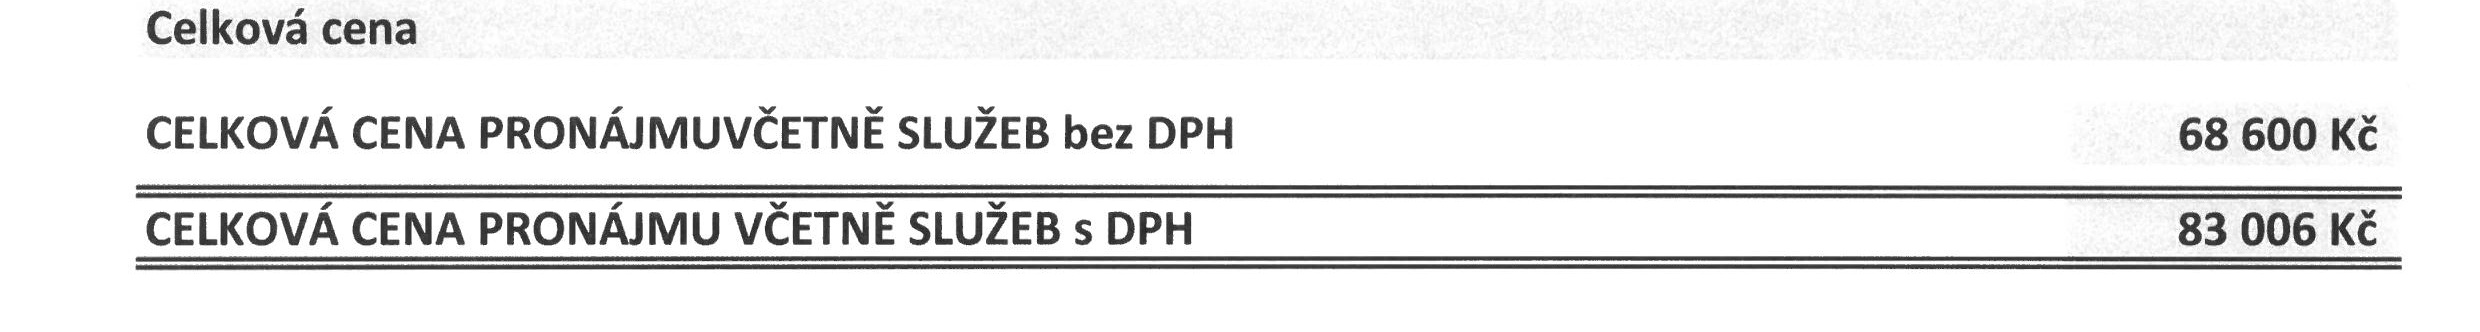 Celková cena
CELKOVÁ CENA PRONÁJMUVČETNĚ SLUŽEB bez DPH 68 600 Kč
CELKOVÁ CENA PRONÁJMU VČETNĚ SLUŽEB s DPH 83 006 Kč